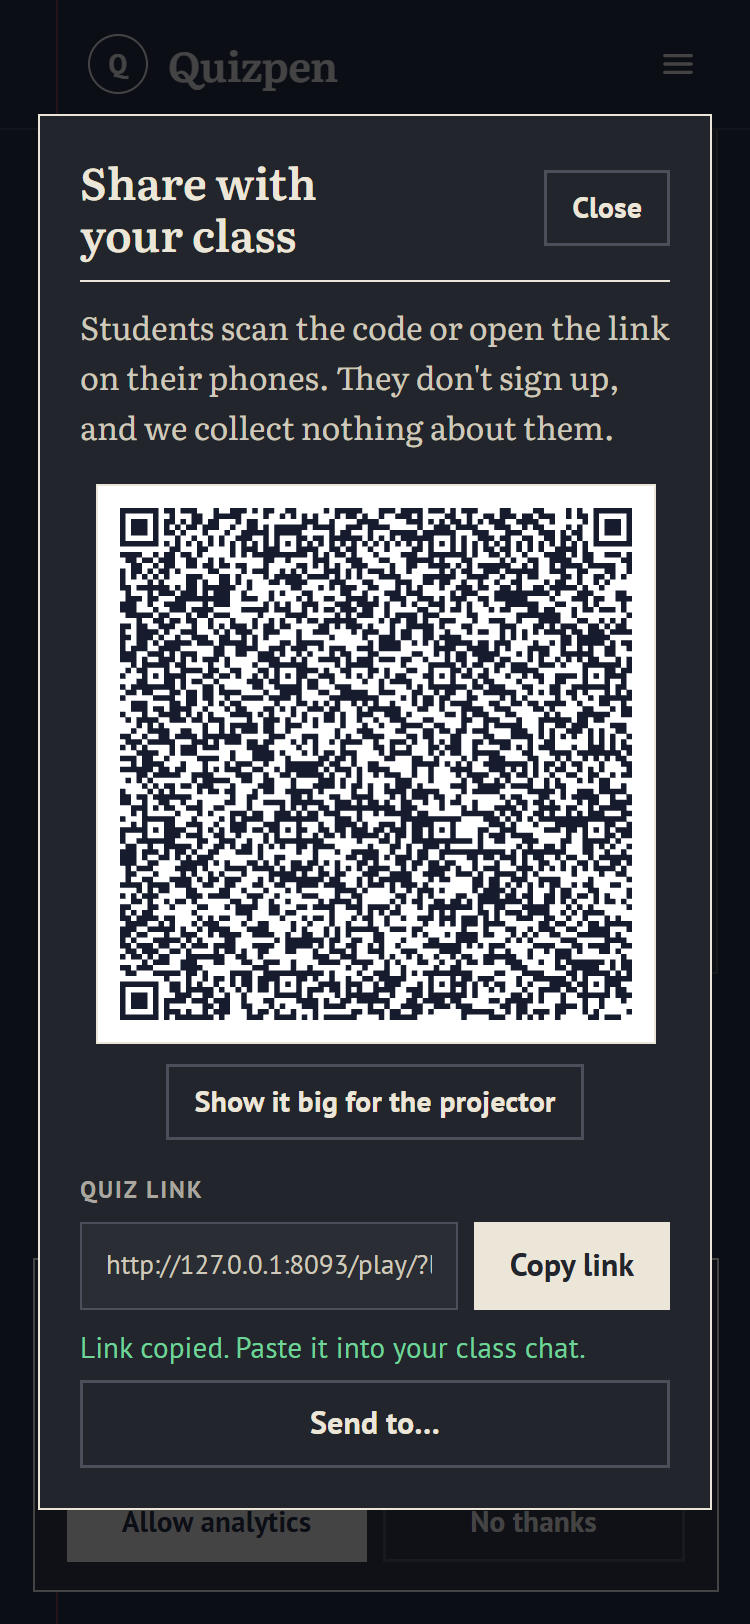 Q Quizpen
Share with
your class
Close
Students scan the code or open the link
on their phones. They don't sign up,
and we collect nothing about them.
Show it big for the projector
QUIZ LINK
http://127.0.0.1:8093/play/?
Copy link
Link copied. Paste it into your class chat.
Send to...
Allow analytics
No thanks